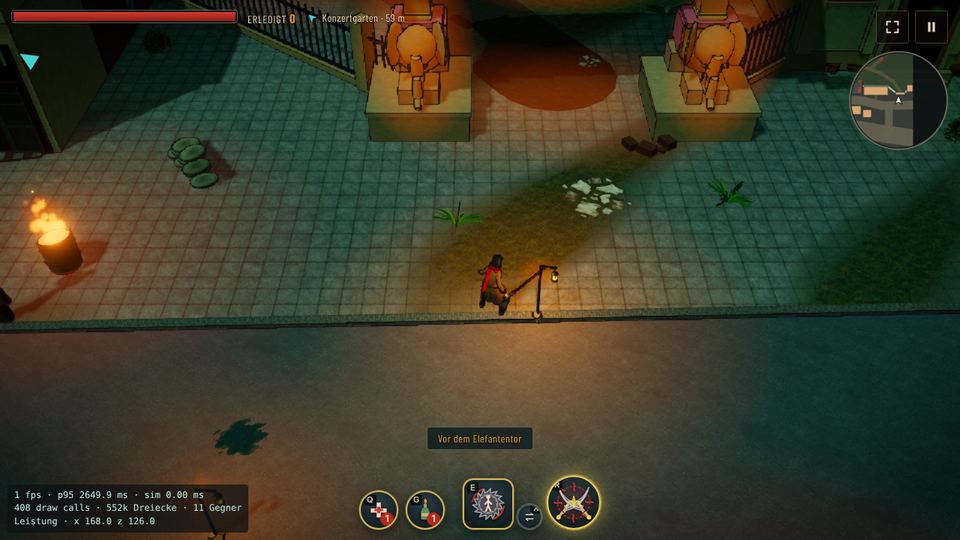 ERLEDIGT 0
Konzertgarten · 59 m
Vor dem Elefantentor
Q
1
G
1
E
R
1 fps · p95 2649.9 ms · sim 0.00 ms
408 draw calls · 552k Dreiecke · 11 Gegner
Leistung · x 168.0 z 126.0